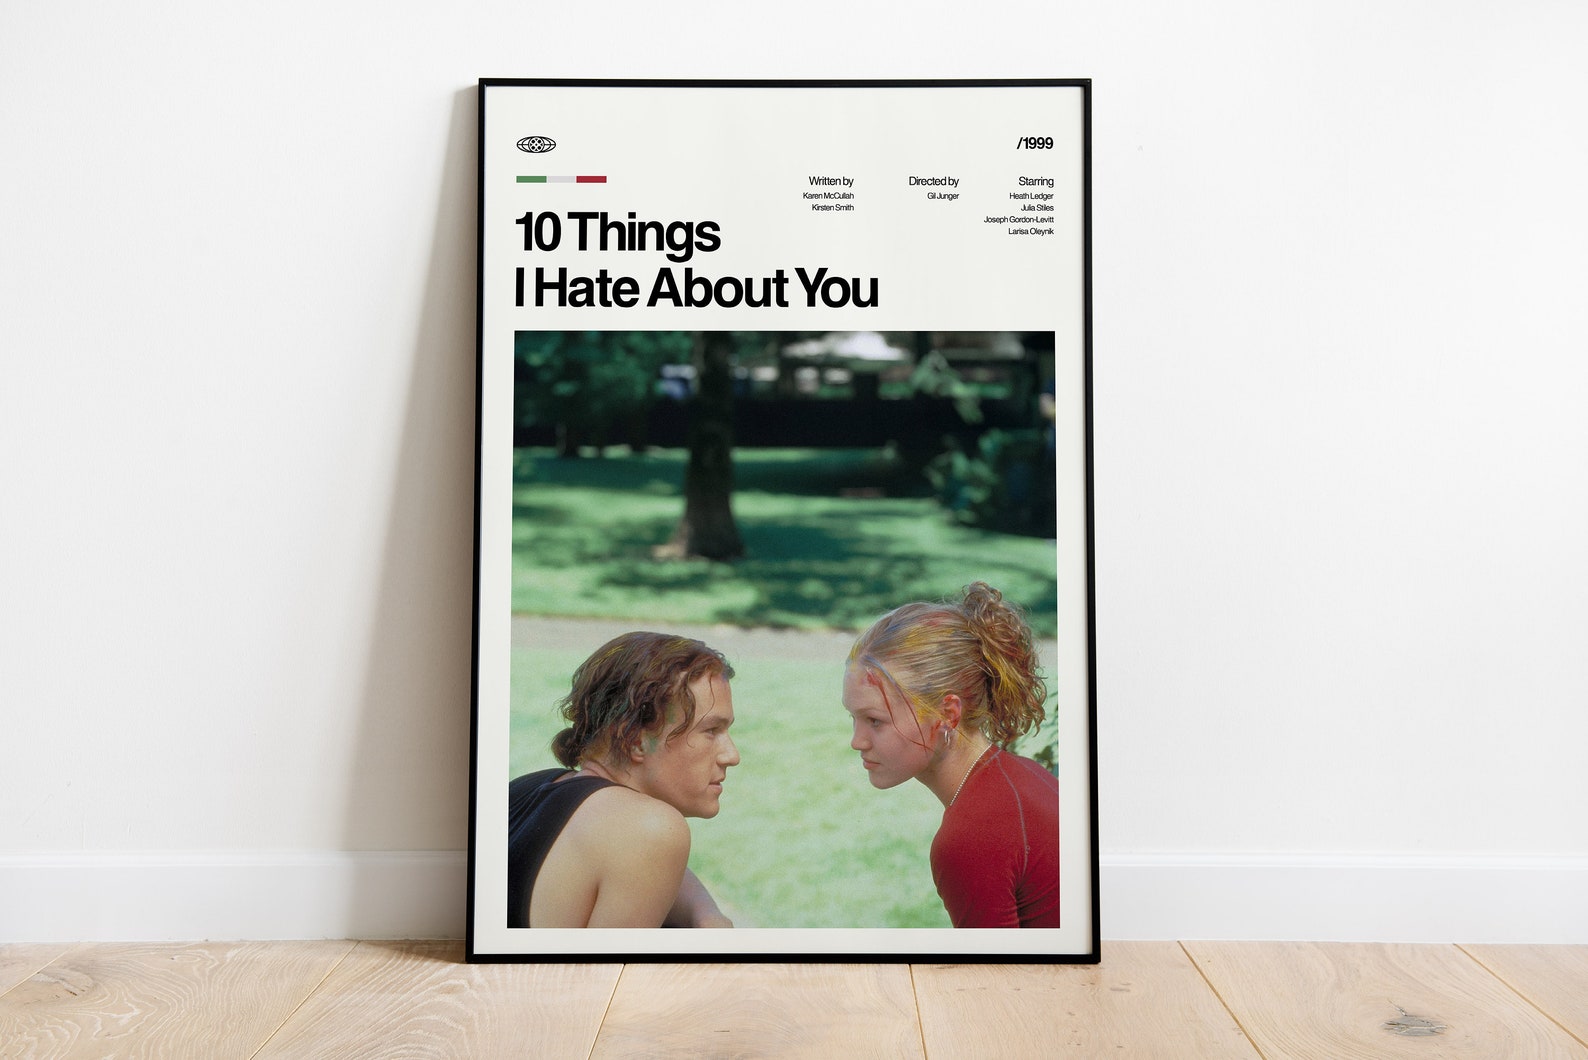 /1999
Written by
Karen McCullah
Kirsten Smith
Directed by
Gil Junger
Starring
Heath Ledger
Julia Stiles
Joseph Gordon-Levitt
Larisa Oleynik
10 Things
I Hate About You